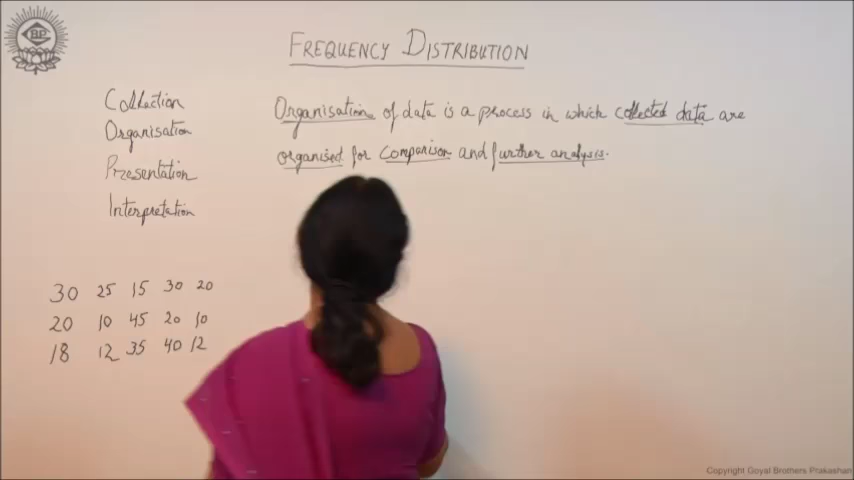 GBP
FREQUENCY DISTRIBUTION
Collection
Organisation
Presentation
Interpretation
Organisation of data is a process in which collected data are
organised for comparison and further analysis.
30 25 15 30 20
20 10 45 20 10
18 12 35 40 12
Copyright Goyal Brothers Prakashan